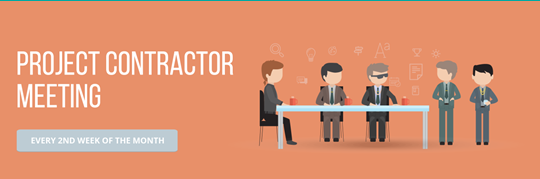 PROJECT CONTRACTOR
MEETING
EVERY 2ND WEEK OF THE MONTH